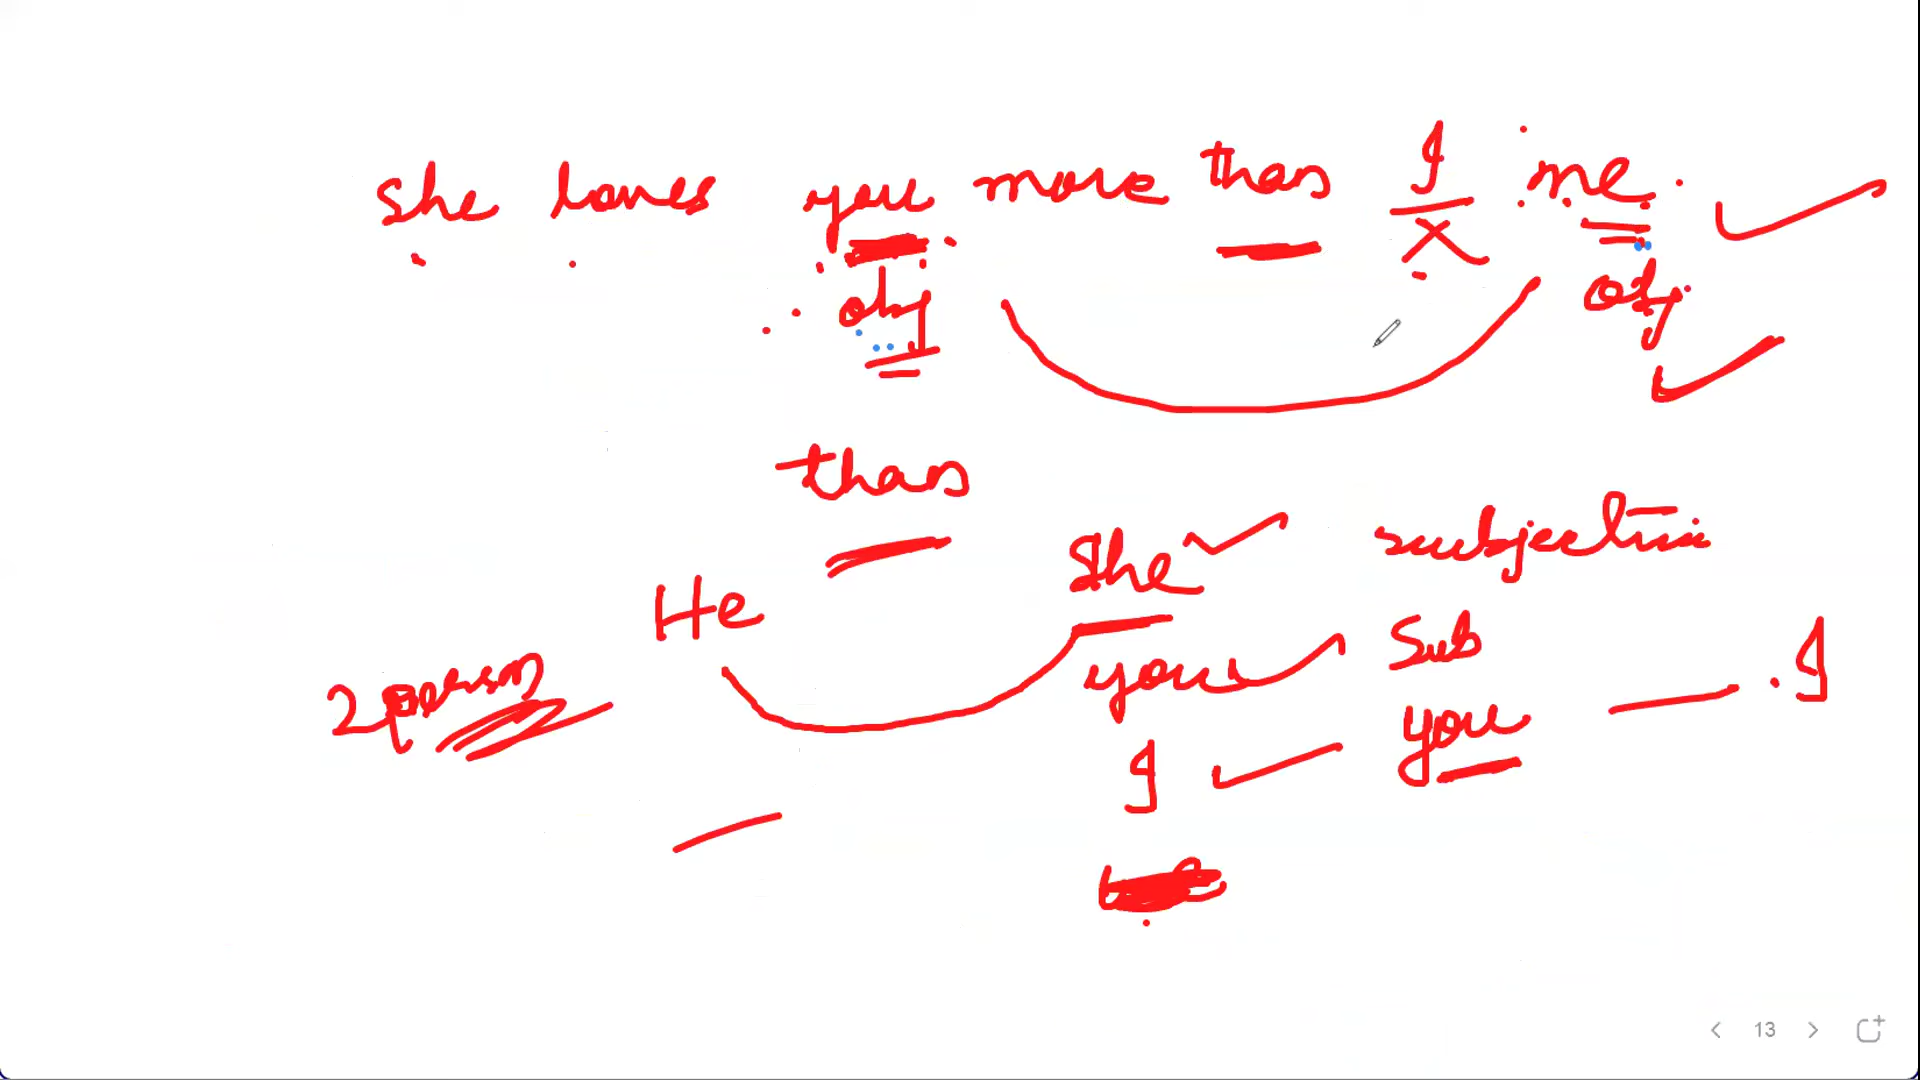 She loves you more than I me.
x
obj obj
than
She subjective
He
you Sub
2 person you — I
I
13